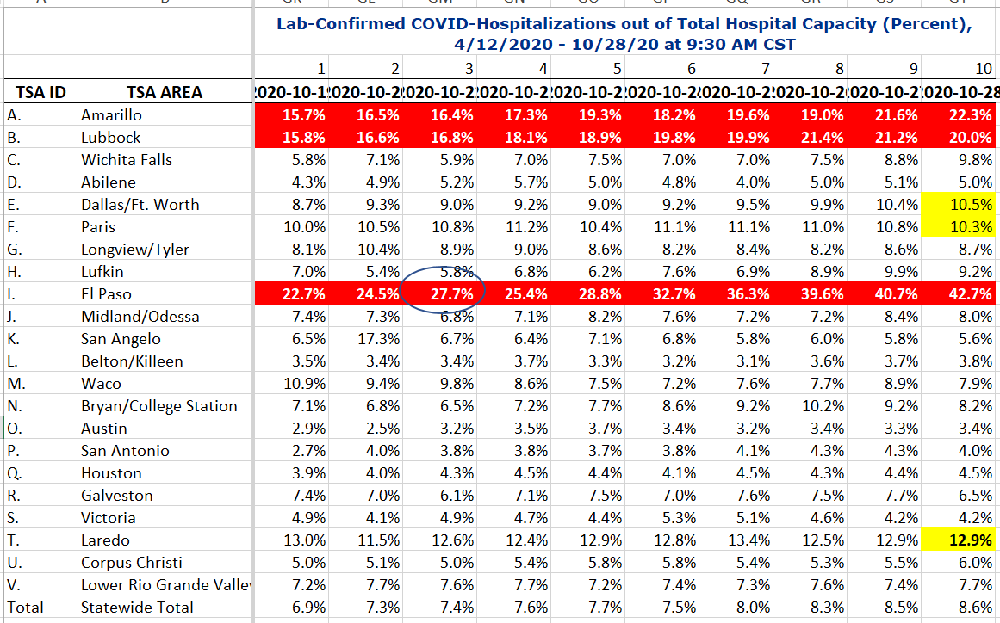 Lab-Confirmed COVID-Hospitalizations out of Total Hospital Capacity (Percent),
4/12/2020 - 10/28/20 at 9:30 AM CST
1 2 3 4 5 6 7 8 9 10
TSA ID TSA AREA 2020-10-1 2020-10-2 2020-10-2 2020-10-2 2020-10-2 2020-10-2 2020-10-2 2020-10-2 2020-10-2 2020-10-28
A. Amarillo 15.7% 16.5% 16.4% 17.3% 19.3% 18.2% 19.6% 19.0% 21.6% 22.3%
B. Lubbock 15.8% 16.6% 16.8% 18.1% 18.9% 19.8% 19.9% 21.4% 21.2% 20.0%
C. Wichita Falls 5.8% 7.1% 5.9% 7.0% 7.5% 7.0% 7.0% 7.5% 8.8% 9.8%
D. Abilene 4.3% 4.9% 5.2% 5.7% 5.0% 4.8% 4.0% 5.0% 5.1% 5.0%
E. Dallas/Ft. Worth 8.7% 9.3% 9.0% 9.2% 9.0% 9.2% 9.5% 9.9% 10.4% 10.5%
F. Paris 10.0% 10.5% 10.8% 11.2% 10.4% 11.1% 11.1% 11.0% 10.8% 10.3%
G. Longview/Tyler 8.1% 10.4% 8.9% 9.0% 8.6% 8.2% 8.4% 8.2% 8.6% 8.7%
H. Lufkin 7.0% 5.4% 5.8% 6.8% 6.2% 7.6% 6.9% 8.9% 9.9% 9.2%
I. El Paso 22.7% 24.5% 27.7% 25.4% 28.8% 32.7% 36.3% 39.6% 40.7% 42.7%
J. Midland/Odessa 7.4% 7.3% 6.8% 7.1% 8.2% 7.6% 7.2% 7.2% 8.4% 8.0%
K. San Angelo 6.5% 17.3% 6.7% 6.4% 7.1% 6.8% 5.8% 6.0% 5.8% 5.6%
L. Belton/Killeen 3.5% 3.4% 3.4% 3.7% 3.3% 3.2% 3.1% 3.6% 3.7% 3.8%
M. Waco 10.9% 9.4% 9.8% 8.6% 7.5% 7.2% 7.6% 7.7% 8.9% 7.9%
N. Bryan/College Station 7.1% 6.8% 6.5% 7.2% 7.7% 8.6% 9.2% 10.2% 9.2% 8.2%
O. Austin 2.9% 2.5% 3.2% 3.5% 3.7% 3.4% 3.2% 3.4% 3.3% 3.4%
P. San Antonio 2.7% 4.0% 3.8% 3.8% 3.7% 3.8% 4.1% 4.3% 4.3% 4.0%
Q. Houston 3.9% 4.0% 4.3% 4.5% 4.4% 4.1% 4.5% 4.3% 4.4% 4.5%
R. Galveston 7.4% 7.0% 6.1% 7.1% 7.5% 7.0% 7.6% 7.5% 7.7% 6.5%
S. Victoria 4.9% 4.1% 4.9% 4.7% 4.4% 5.3% 5.1% 4.6% 4.2% 4.2%
T. Laredo 13.0% 11.5% 12.6% 12.4% 12.9% 12.8% 13.4% 12.5% 12.9% 12.9%
U. Corpus Christi 5.0% 5.1% 5.0% 5.4% 5.8% 5.8% 5.4% 5.3% 5.5% 6.0%
V. Lower Rio Grande Valley 7.2% 7.7% 7.6% 7.7% 7.2% 7.4% 7.3% 7.6% 7.4% 7.7%
Total Statewide Total 6.9% 7.3% 7.4% 7.6% 7.7% 7.5% 8.0% 8.3% 8.5% 8.6%